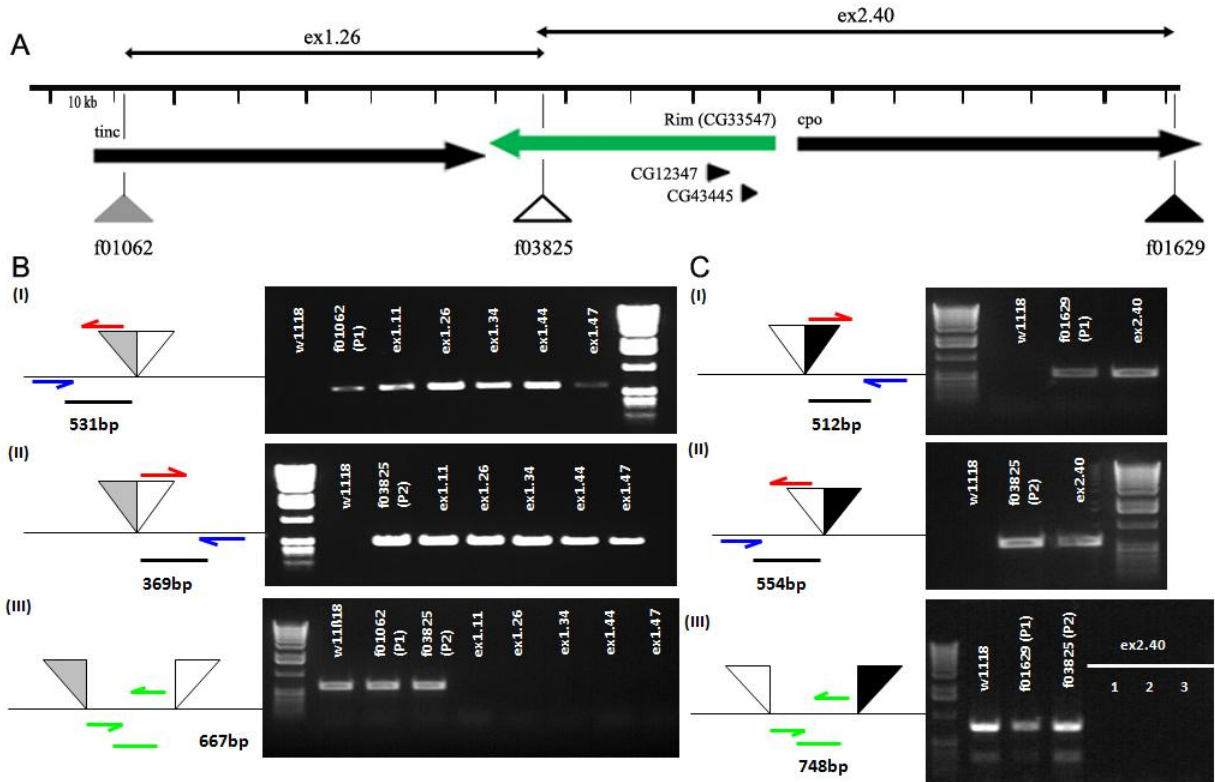 A
ex1.26
ex2.40
10 kb
tinc
Rim (CG33547)
cpo
CG12347
CG43445
f01062
f03825
f01629
B
(I)
531bp
w1118
f01062
(P1)
ex1.11
ex1.26
ex1.34
ex1.44
ex1.47
(II)
369bp
w1118
f03825
(P2)
ex1.11
ex1.26
ex1.34
ex1.44
ex1.47
(III)
667bp
w11ß18
f01062
(P1)
f03825
(P2)
ex1.11
ex1.26
ex1.34
ex1.44
ex1.47
C
(I)
512bp
w1118
f01629
(P1)
ex2.40
(II)
554bp
w1118
f03825
(P2)
ex2.40
(III)
748bp
w1118
f01629 (P1)
f03825 (P2)
ex2.40
1 2 3